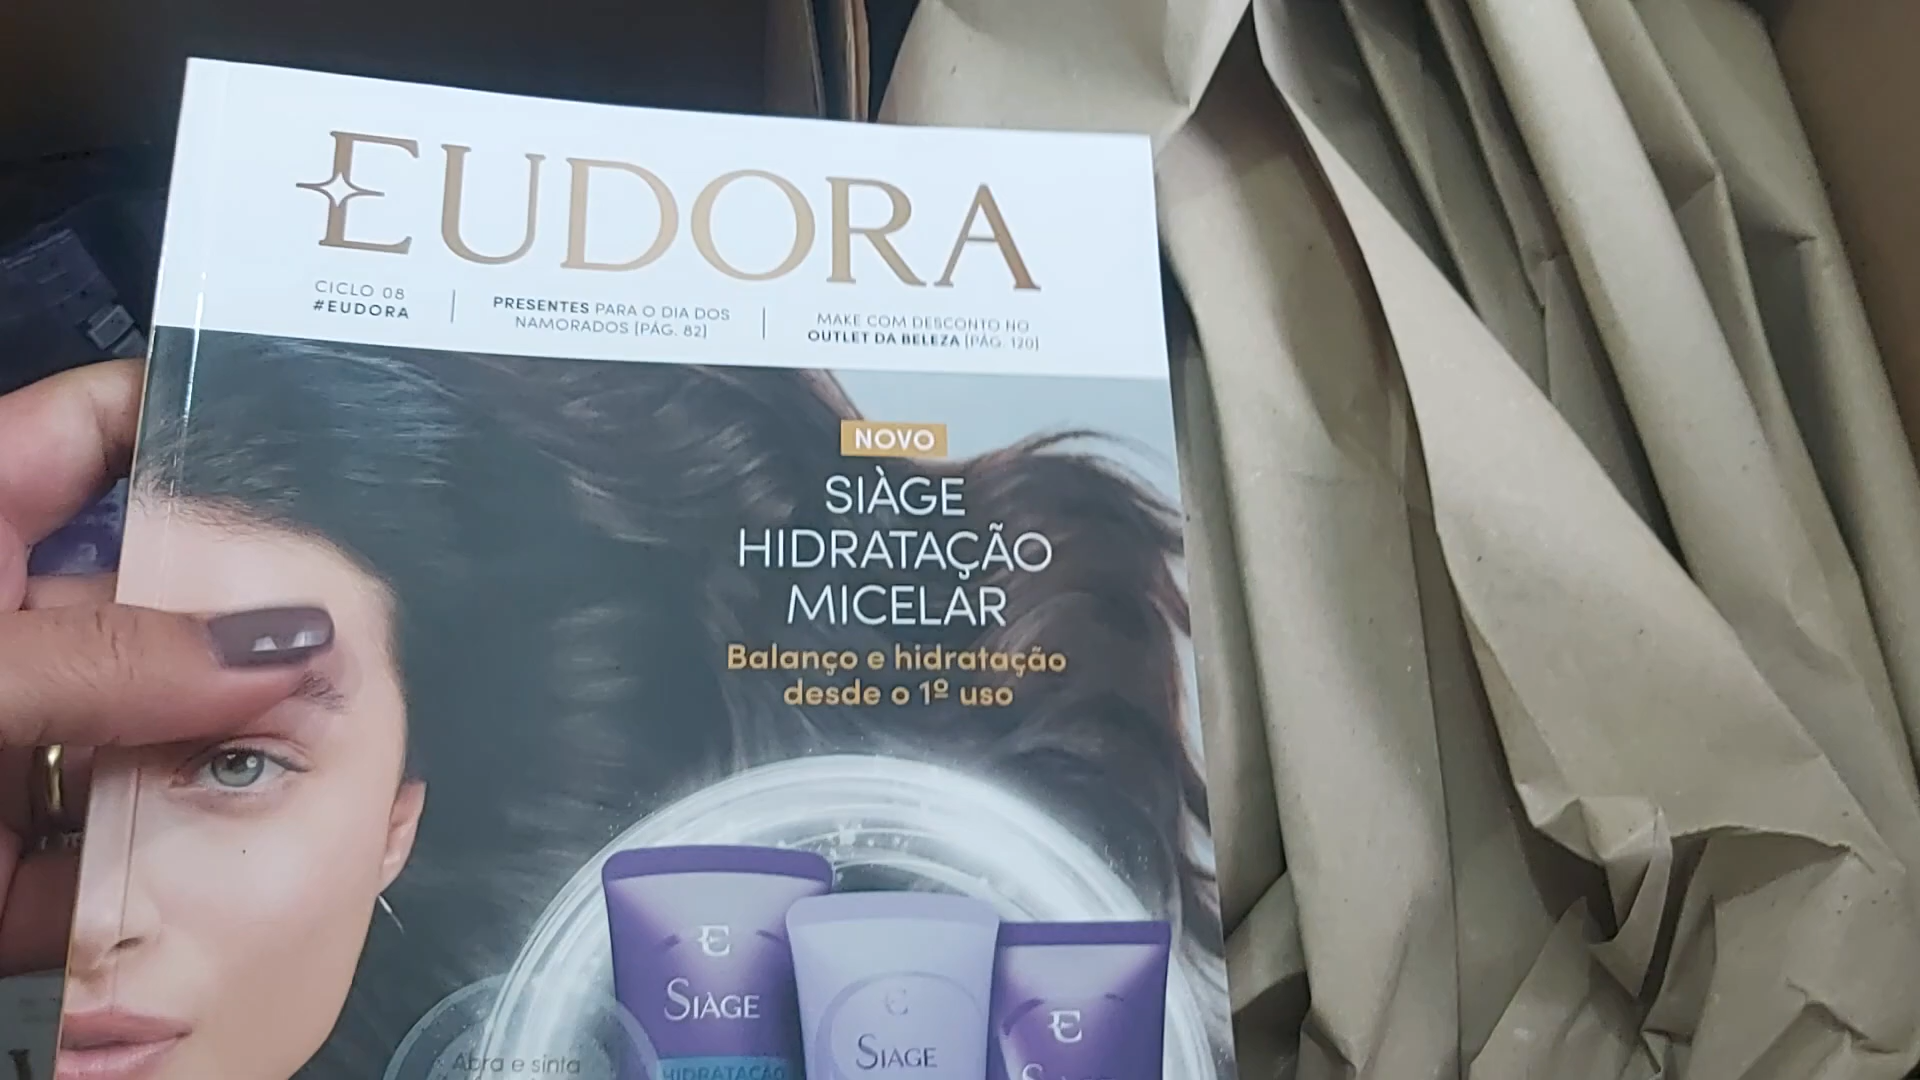 EUDORA
CICLO 08
#EUDORA
PRESENTES PARA O DIA DOS
NAMORADOS [PÁG. 82]
MAKE COM DESCONTO NO
OUTLET DA BELEZA [PÁG. 120]
NOVO
SIÀGE
HIDRATAÇÃO
MICELAR
Balanço e hidratação
desde o 1º uso
E
SIÀGE
HIDRATAÇÃO
E
SIÀGE
E
Abra e sinta